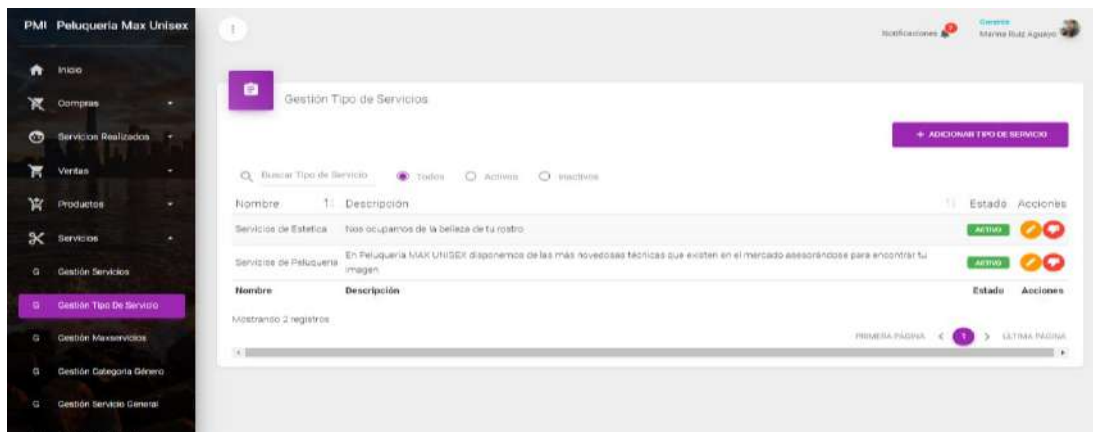 PMI Peluqueria Max Unisex
Inicio
Compras
Servicios Realizados
Ventas
Productos
Servicios
G Gestión Servicios
G Gestión Tipo De Servicio
G Gestión Maxservicios
G Gestión Categoria Género
G Gestión Servicio General
Notificaciones
Gerente
Marina Ruiz Aguayo
Gestión Tipo de Servicios
+ ADICIONAR TIPO DE SERVICIO
Buscar Tipo de Servicio Todos Activos Inactivos
Nombre Descripción Estado Acciones
Servicios de Estetica Nos ocupamos de la belleza de tu rostro ACTIVO
Servicios de Peluqueria En Peluqueria MAX UNISEX disponemos de las más novedosas técnicas que existen en el mercado asesorándose para encontrar tu
imagen ACTIVO
Nombre Descripción Estado Acciones
Mostrando 2 registros
PRIMERA PÁGINA < 1 > ÚLTIMA PÁGINA